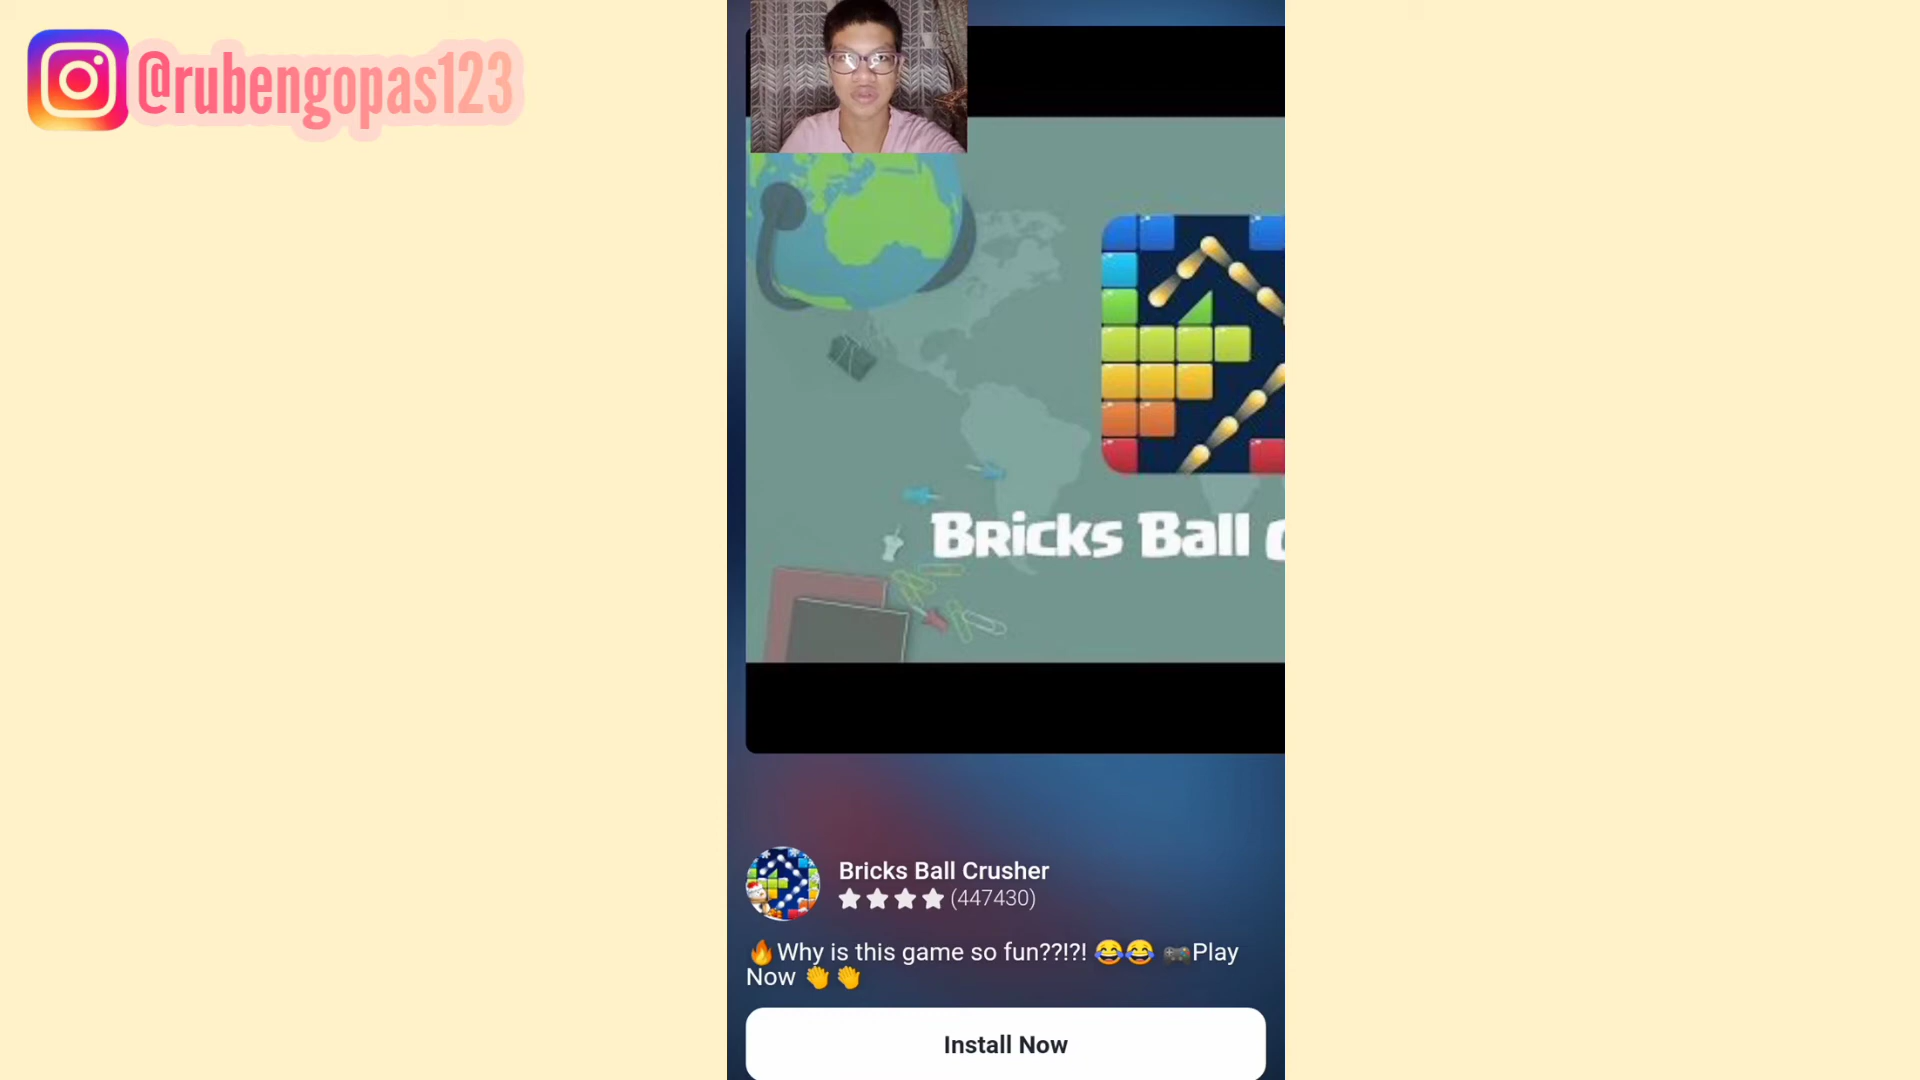 @rubengopas123
Bricks Ball
Bricks Ball Crusher
(447430)
🔥Why is this game so fun??!?! 😂😂 🎮Play
Now 👏👏
Install Now